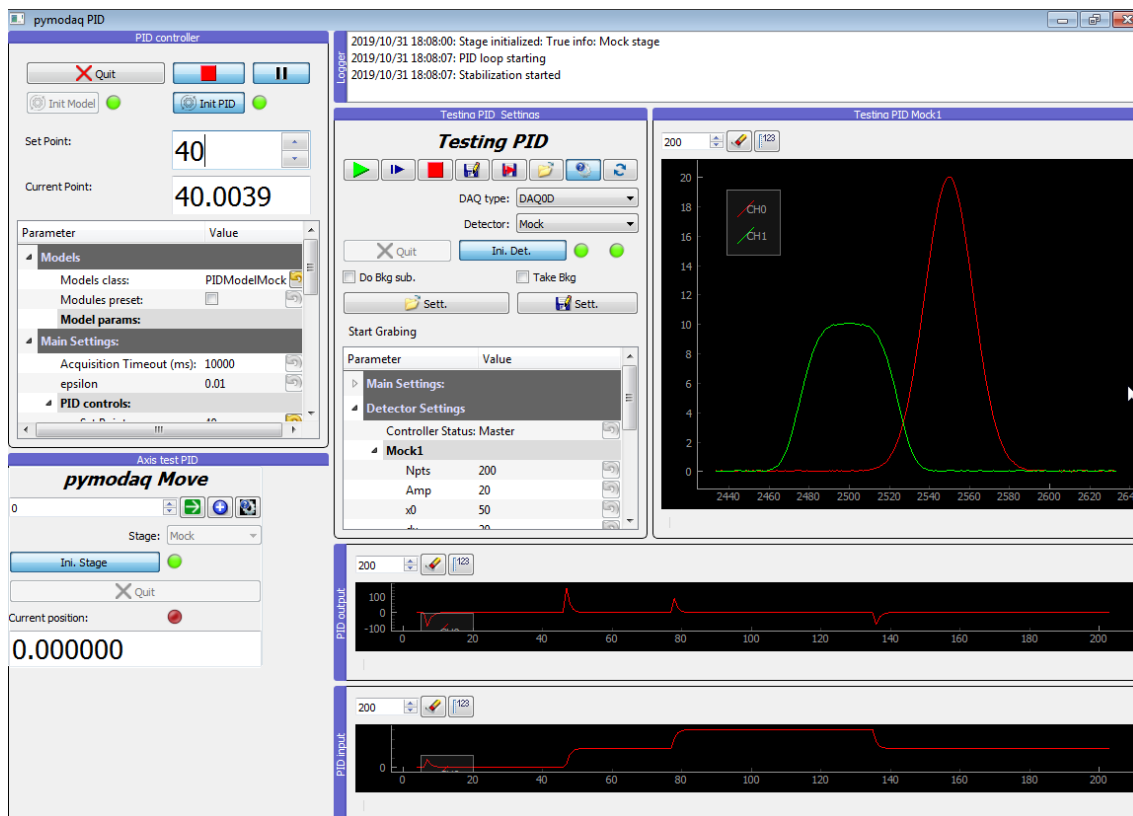 pymodaq PID
PID controller
Quit
Init Model
Init PID
Set Point:
40
Current Point:
40.0039
Parameter Value
Models
Models class: PIDModelMock
Modules preset:
Model params:
Main Settings:
Acquisition Timeout (ms): 10000
epsilon 0.01
PID controls:
Axis test PID
pymodaq Move
0
Stage: Mock
Ini. Stage
Quit
Current position:
0.000000
Logger
2019/10/31 18:08:00: Stage initialized: True info: Mock stage
2019/10/31 18:08:07: PID loop starting
2019/10/31 18:08:07: Stabilization started
Testing PID Settings
Testing PID
DAQ type: DAQ0D
Detector: Mock
Quit
Ini. Det.
Do Bkg sub.
Take Bkg
Sett.
Sett.
Start Grabing
Parameter Value
Main Settings:
Detector Settings
Controller Status: Master
Mock1
Npts 200
Amp 20
x0 50
Testing PID Mock1
200
123
20
18
16
14
12
10
8
6
4
2
0
CH0
CH1
2440 2460 2480 2500 2520 2540 2560 2580 2600 2620
PID output
200
123
100
0
-100
0 20 40 60 80 100 120 140 160 180 200
PID input
200
123
0
0 20 40 60 80 100 120 140 160 180 200